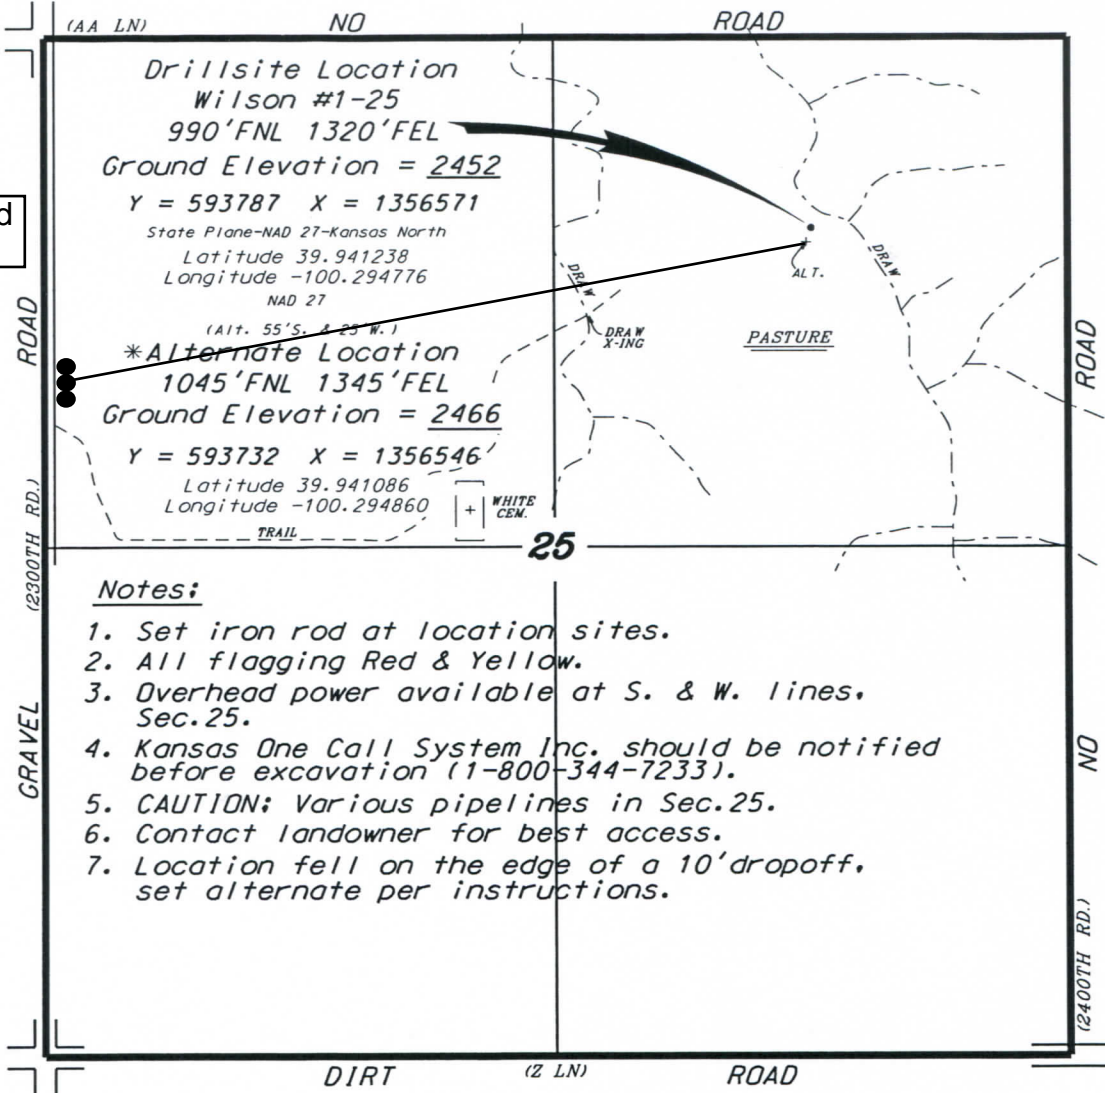 (AA LN) NO ROAD
Drillsite Location
Wilson #1-25
990'FNL 1320'FEL
Ground Elevation = 2452
Y = 593787 X = 1356571
State Plane-NAD 27-Kansas North
Latitude 39.941238
Longitude -100.294776
NAD 27
(Alt. 55'S. & 25'W.)
*Alternate Location
1045'FNL 1345'FEL
Ground Elevation = 2466
Y = 593732 X = 1356546
Latitude 39.941086
Longitude -100.294860
TRAIL
+
WHITE
CEM.
DRAW
DRAW
X-ING
ALT.
DRAW
PASTURE
25
d
ROAD
(2300TH RD.)
GRAVEL
ROAD
NO
(2400TH RD.)
Notes:
1. Set iron rod at location sites.
2. All flagging Red & Yellow.
3. Overhead power available at S. & W. lines.
Sec.25.
4. Kansas One Call System Inc. should be notified
before excavation (1-800-344-7233).
5. CAUTION: Various pipelines in Sec.25.
6. Contact landowner for best access.
7. Location fell on the edge of a 10'dropoff.
set alternate per instructions.
DIRT (Z LN) ROAD